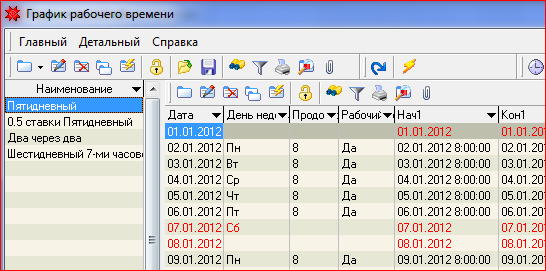 График рабочего времени
Главный Детальный Справка
Наименование
Пятидневный
0.5 ставки Пятидневный
Два через два
Шестидневный 7-ми часово
Дата День неде Продо Рабочий Нач1 Кон1
01.01.2012 01.01.2012 01.01.201
02.01.2012 Пн 8 Да 02.01.2012 8:00:00 02.01.201
03.01.2012 Вт 8 Да 03.01.2012 8:00:00 03.01.201
04.01.2012 Ср 8 Да 04.01.2012 8:00:00 04.01.201
05.01.2012 Чт 8 Да 05.01.2012 8:00:00 05.01.201
06.01.2012 Пт 8 Да 06.01.2012 8:00:00 06.01.201
07.01.2012 Сб 07.01.2012 07.01.201
08.01.2012 08.01.2012 08.01.201
09.01.2012 Пн 8 Да 09.01.2012 8:00:00 09.01.201